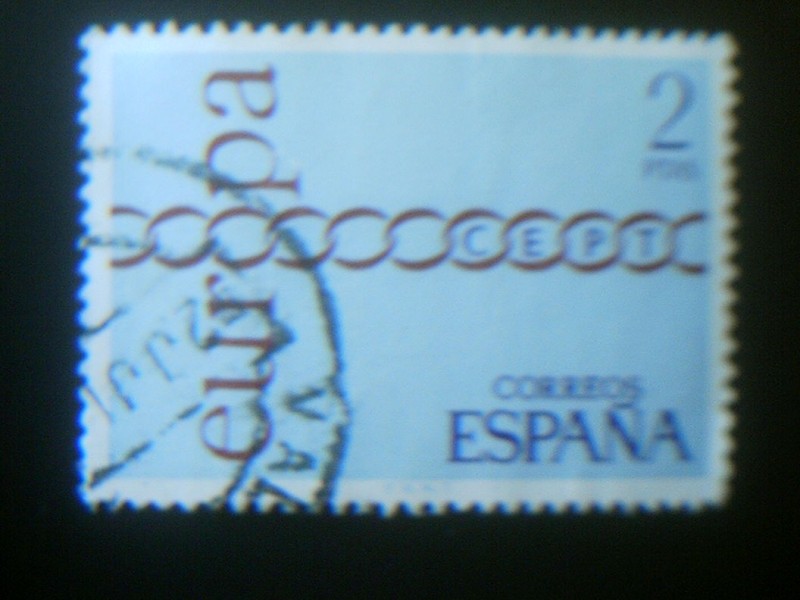 europa
2
PTAS
CEPT
CORREOS
ESPAÑA